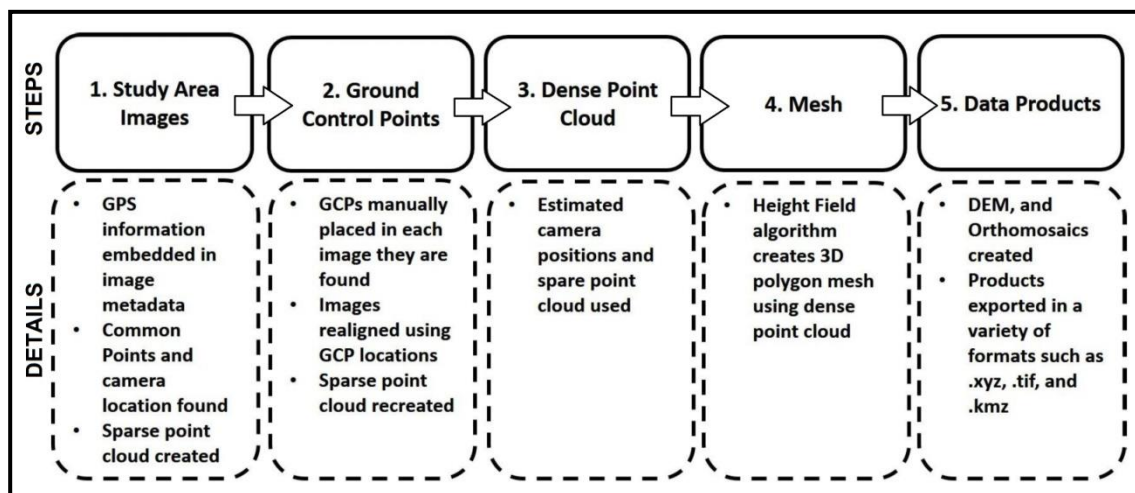 STEPS
1. Study Area
Images
2. Ground
Control Points
3. Dense Point
Cloud
4. Mesh
5. Data Products
DETAILS
• GPS
information
embedded in
image
metadata
• Common
Points and
camera
location found
• Sparse point
cloud created
• GCPs manually
placed in each
image they are
found
• Images
realigned using
GCP locations
• Sparse point
cloud recreated
• Estimated
camera
positions and
spare point
cloud used
• Height Field
algorithm
creates 3D
polygon mesh
using dense
point cloud
• DEM, and
Orthomosaics
created
• Products
exported in a
variety of
formats such as
.xyz, .tif, and
.kmz